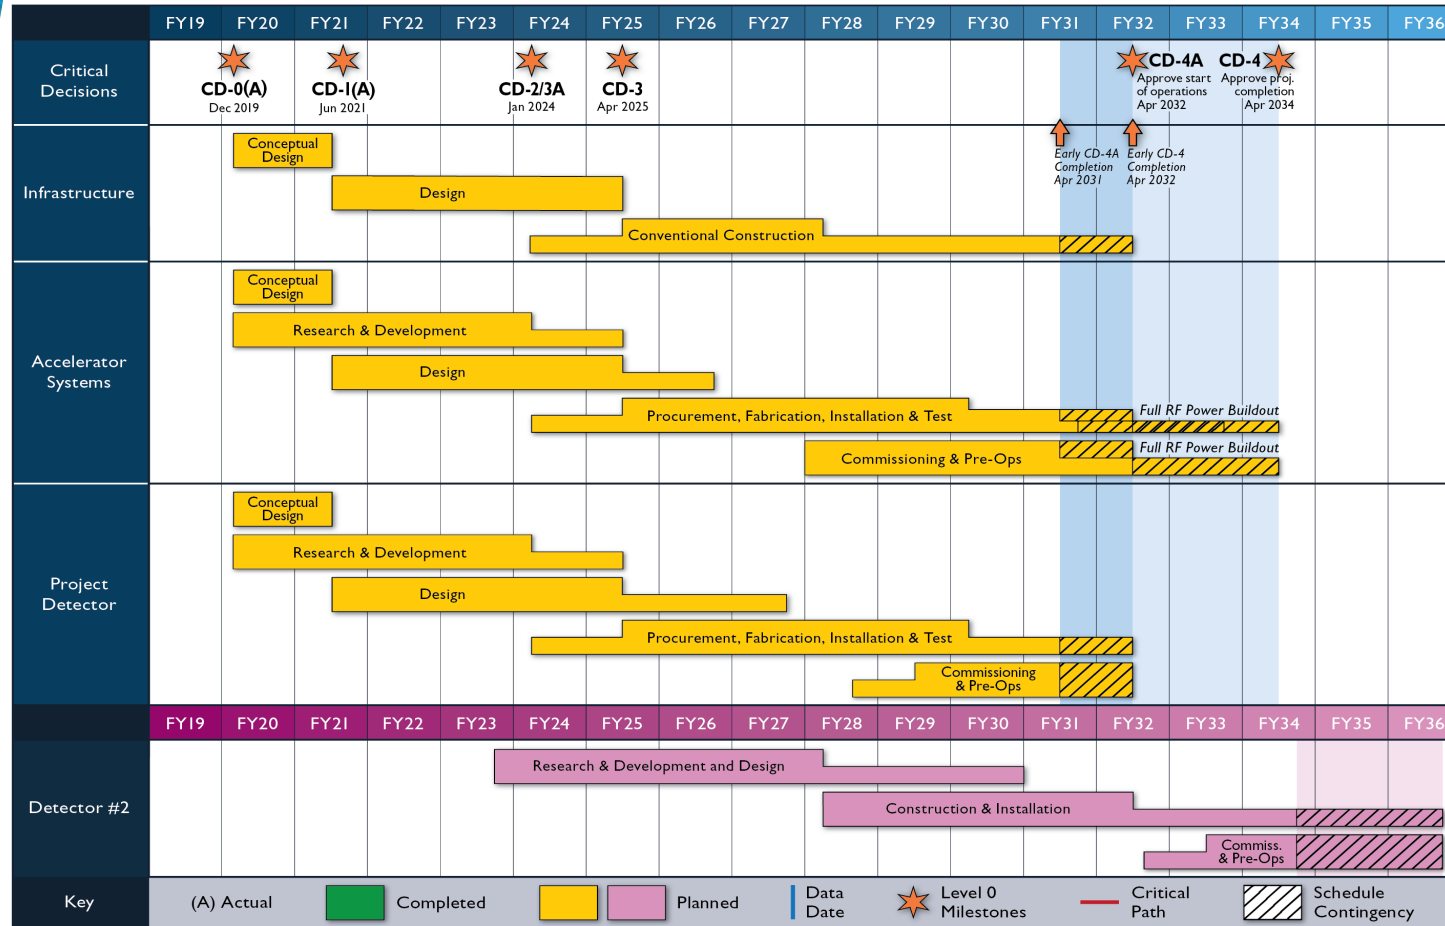 FY19 FY20 FY21 FY22 FY23 FY24 FY25 FY26 FY27 FY28 FY29 FY30 FY31 FY32 FY33 FY34 FY35 FY36
Critical
Decisions
CD-0(A)
Dec 2019
CD-1(A)
Jun 2021
CD-2/3A
Jan 2024
CD-3
Apr 2025
CD-4A
Approve start
of operations
Apr 2032
CD-4
Approve proj.
completion
Apr 2034
Infrastructure
Early CD-4A
Completion
Apr 2031
Early CD-4
Completion
Apr 2032
Conceptual
Design
Design
Conventional Construction
Accelerator
Systems
Conceptual
Design
Research & Development
Design
Procurement, Fabrication, Installation & Test
Full RF Power Buildout
Commissioning & Pre-Ops
Full RF Power Buildout
Project
Detector
Conceptual
Design
Research & Development
Design
Procurement, Fabrication, Installation & Test
Commissioning
& Pre-Ops
FY19 FY20 FY21 FY22 FY23 FY24 FY25 FY26 FY27 FY28 FY29 FY30 FY31 FY32 FY33 FY34 FY35 FY36
Detector #2
Research & Development and Design
Construction & Installation
Commiss.
& Pre-Ops
Key
(A) Actual
Completed
Planned
Data
Date
Level 0
Milestones
Critical
Path
Schedule
Contingency